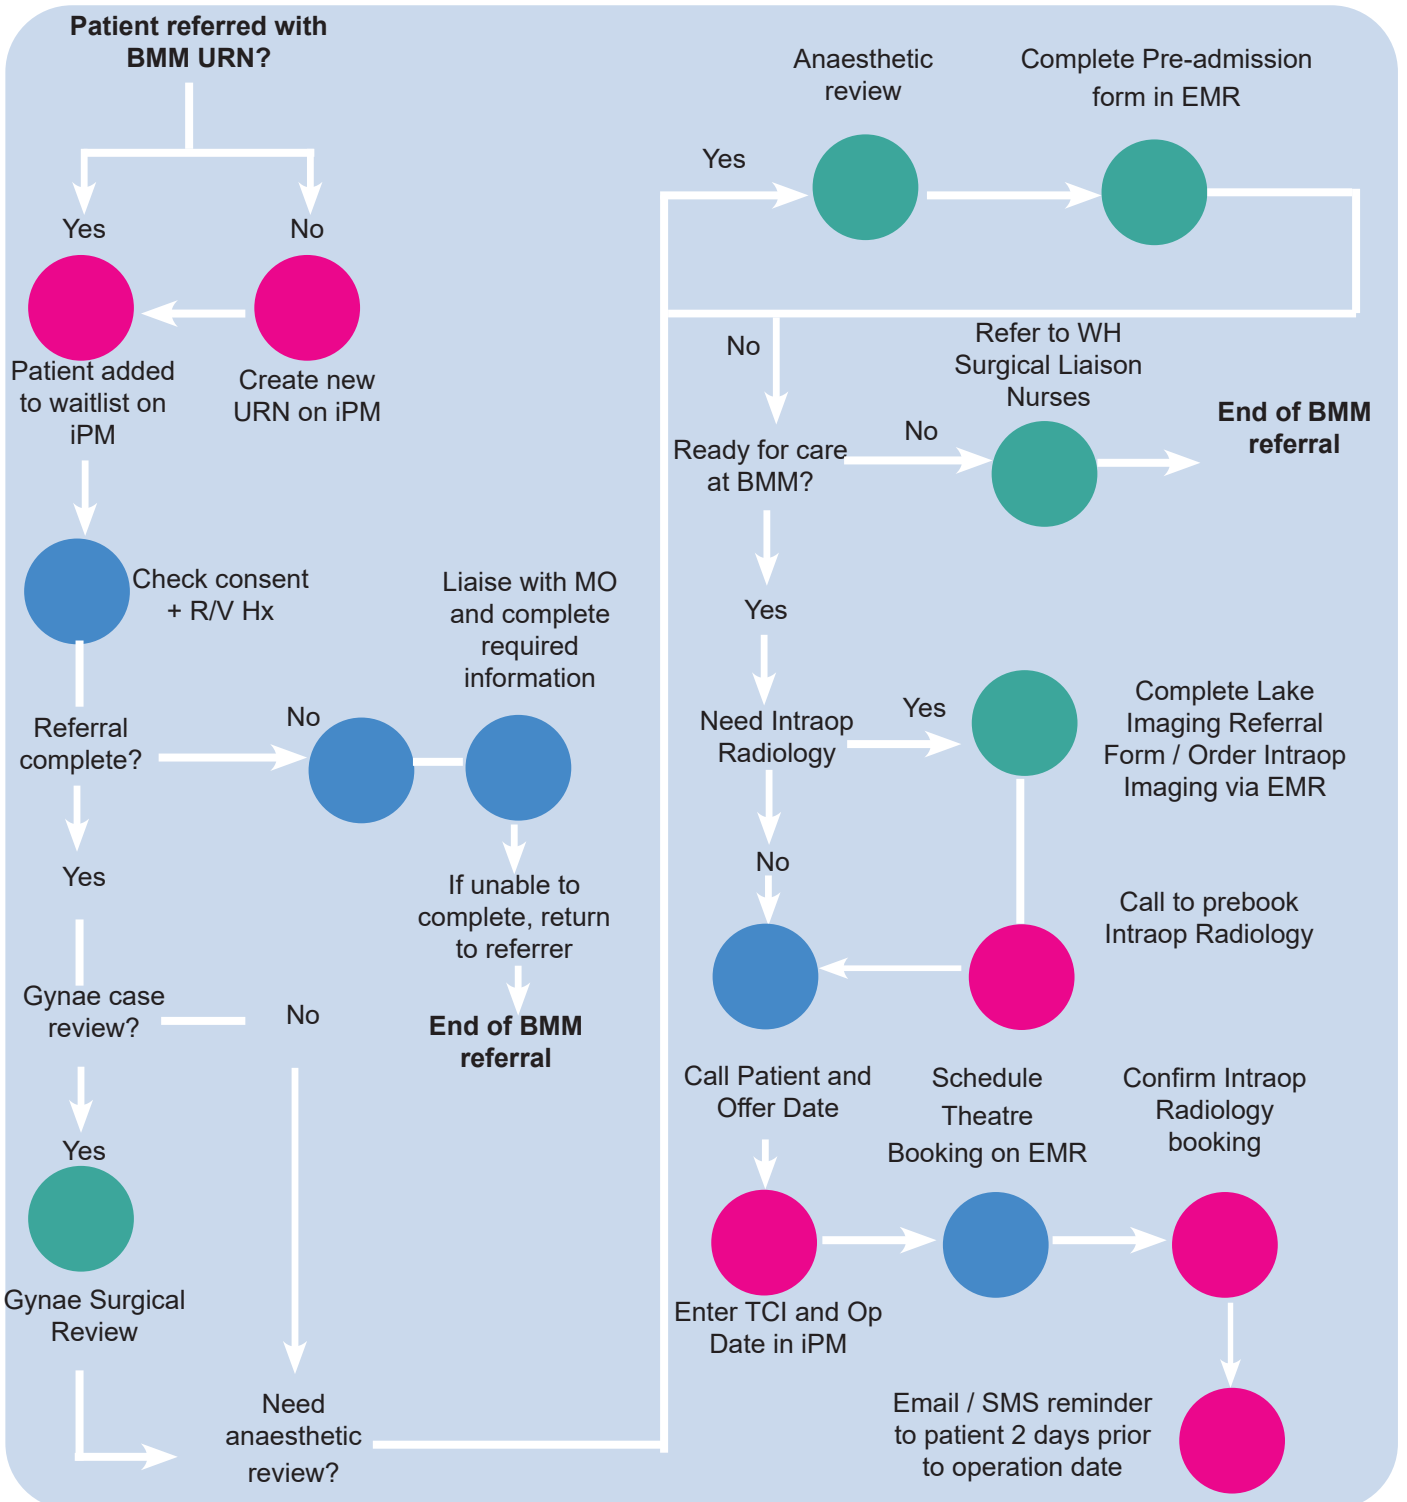 Patient referred with
BMM URN?
Yes
No
Patient added
to waitlist on
iPM
Create new
URN on iPM
Check consent
+ R/V Hx
Liaise with MO
and complete
required
information
Referral
complete?
No
Yes
If unable to
complete, return
to referrer
End of BMM
referral
Gynae case
review?
No
Yes
Gynae Surgical
Review
Need
anaesthetic
review?
Yes
Anaesthetic
review
Complete Pre-admission
form in EMR
No
Ready for care
at BMM?
No
Refer to WH
Surgical Liaison
Nurses
End of BMM
referral
Yes
Need Intraop
Radiology
Yes
Complete Lake
Imaging Referral
Form / Order Intraop
Imaging via EMR
No
Call to prebook
Intraop Radiology
Call Patient and
Offer Date
Schedule
Theatre
Booking on EMR
Confirm Intraop
Radiology
booking
Enter TCI and Op
Date in iPM
Email / SMS reminder
to patient 2 days prior
to operation date